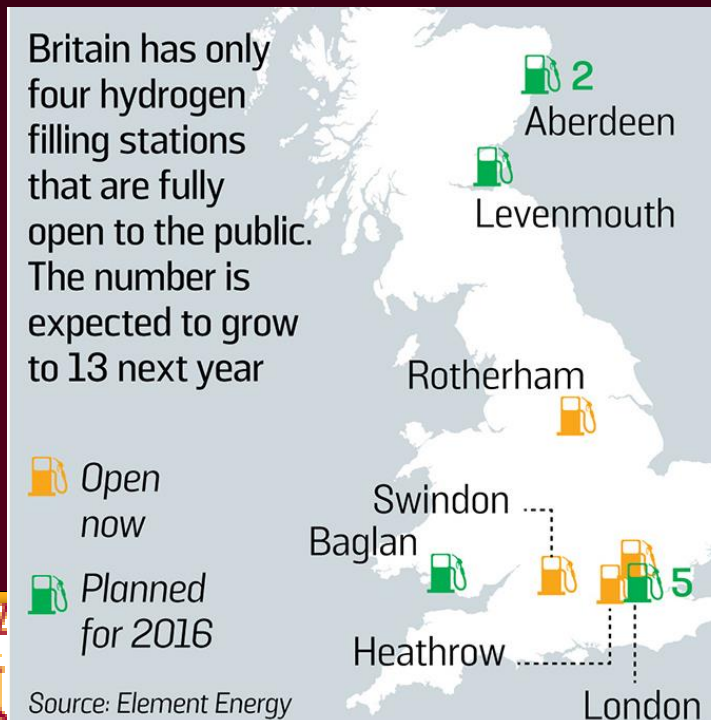 Britain has only
four hydrogen
filling stations
that are fully
open to the public.
The number is
expected to grow
to 13 next year
Open
now
Planned
for 2016
Source: Element Energy
2
Aberdeen
Levenmouth
Rotherham
Swindon
Baglan
5
Heathrow
London